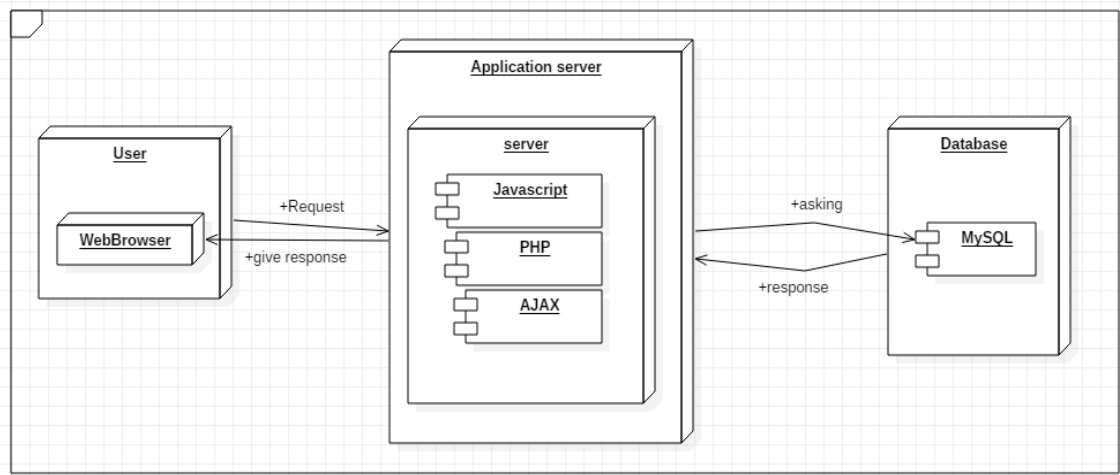 Application server
User
server
Database
Javascript
+Request
+asking
WebBrowser
PHP
MySQL
+give response
+response
AJAX